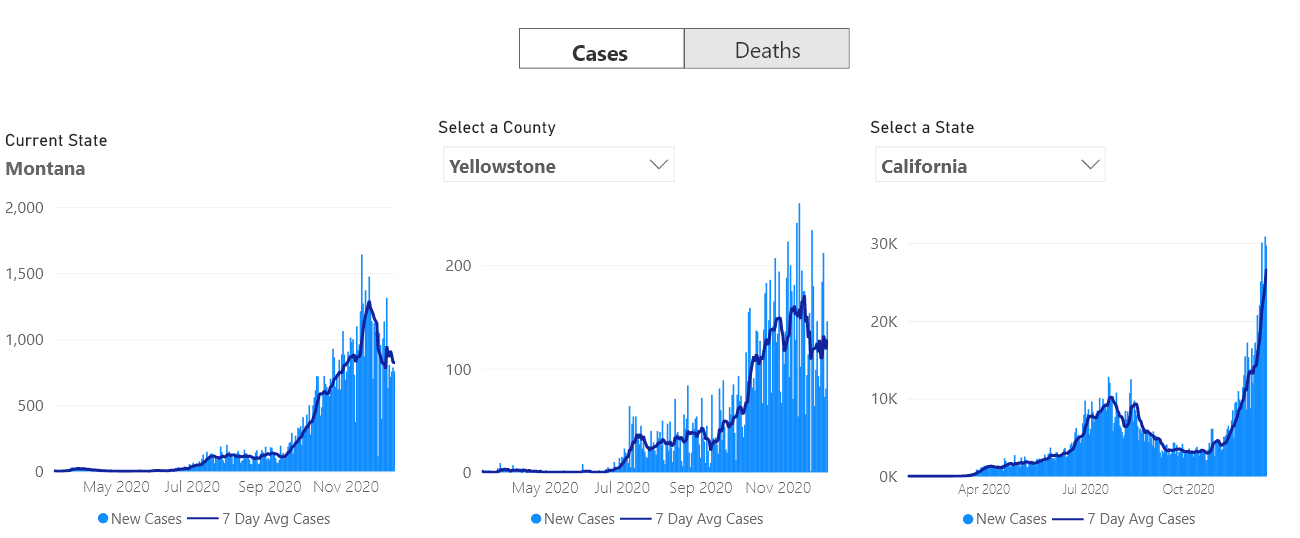 Cases Deaths
Current State
Montana
2,000
1,500
1,000
500
0
May 2020 Jul 2020 Sep 2020 Nov 2020
New Cases 7 Day Avg Cases
Select a County
Yellowstone
200
100
0
May 2020 Jul 2020 Sep 2020 Nov 2020
New Cases 7 Day Avg Cases
Select a State
California
30K
20K
10K
0K
Apr 2020 Jul 2020 Oct 2020
New Cases 7 Day Avg Cases